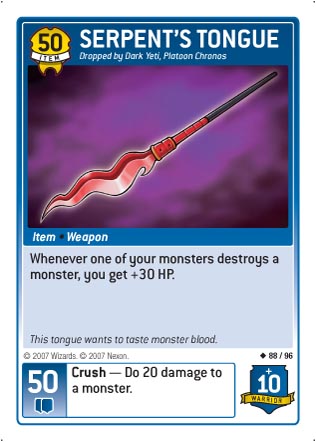 50
ITEM
SERPENT'S TONGUE
Dropped by Dark Yeti, Platoon Chronos
Item • Weapon
Whenever one of your monsters destroys a
monster, you get +30 HP.
This tongue wants to taste monster blood.
© 2007 Wizards. © 2007 Nexon.
◆ 88 / 96
50
Crush — Do 20 damage to
a monster.
+
10
WARRIOR